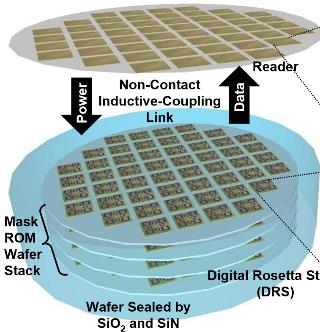 Reader
Power
Non-Contact
Inductive-Coupling
Link
Data
Mask
ROM
Wafer
Stack
Digital Rosetta St
(DRS)
Wafer Sealed by
SiO₂ and SiN